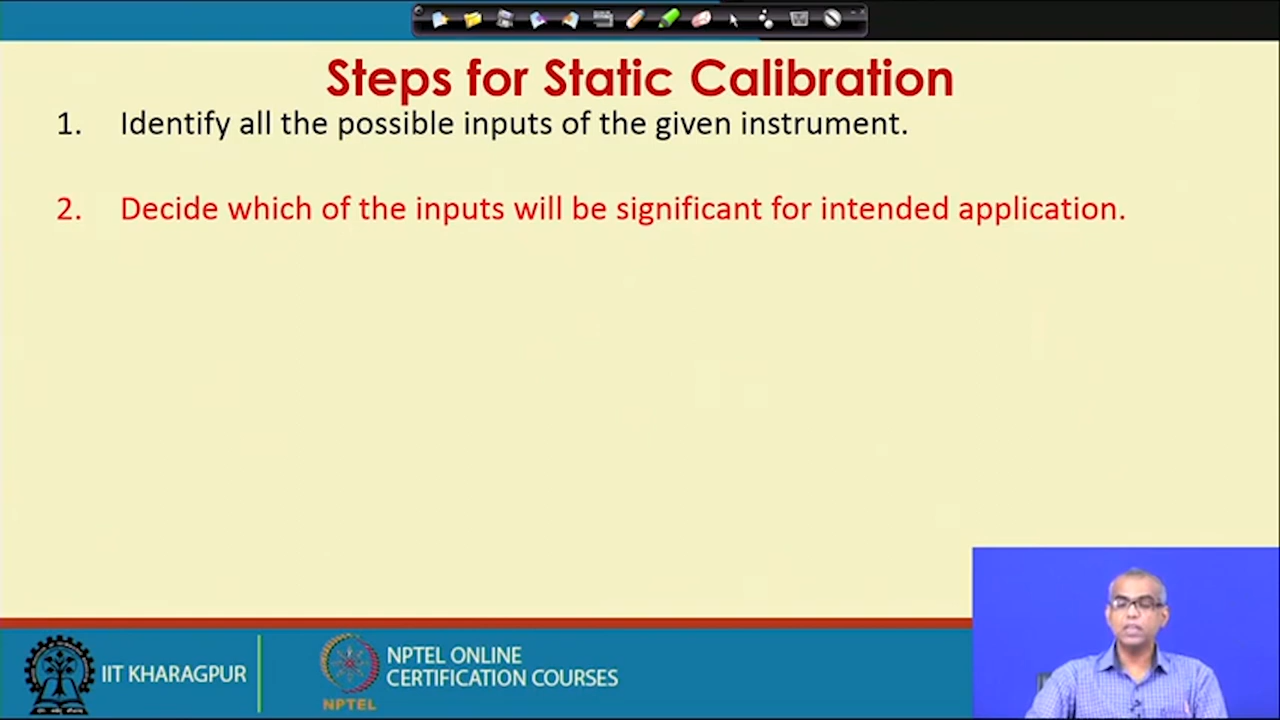 Steps for Static Calibration
1. Identify all the possible inputs of the given instrument.
2. Decide which of the inputs will be significant for intended application.
IIT KHARAGPUR
NPTEL
NPTEL ONLINE
CERTIFICATION COURSES